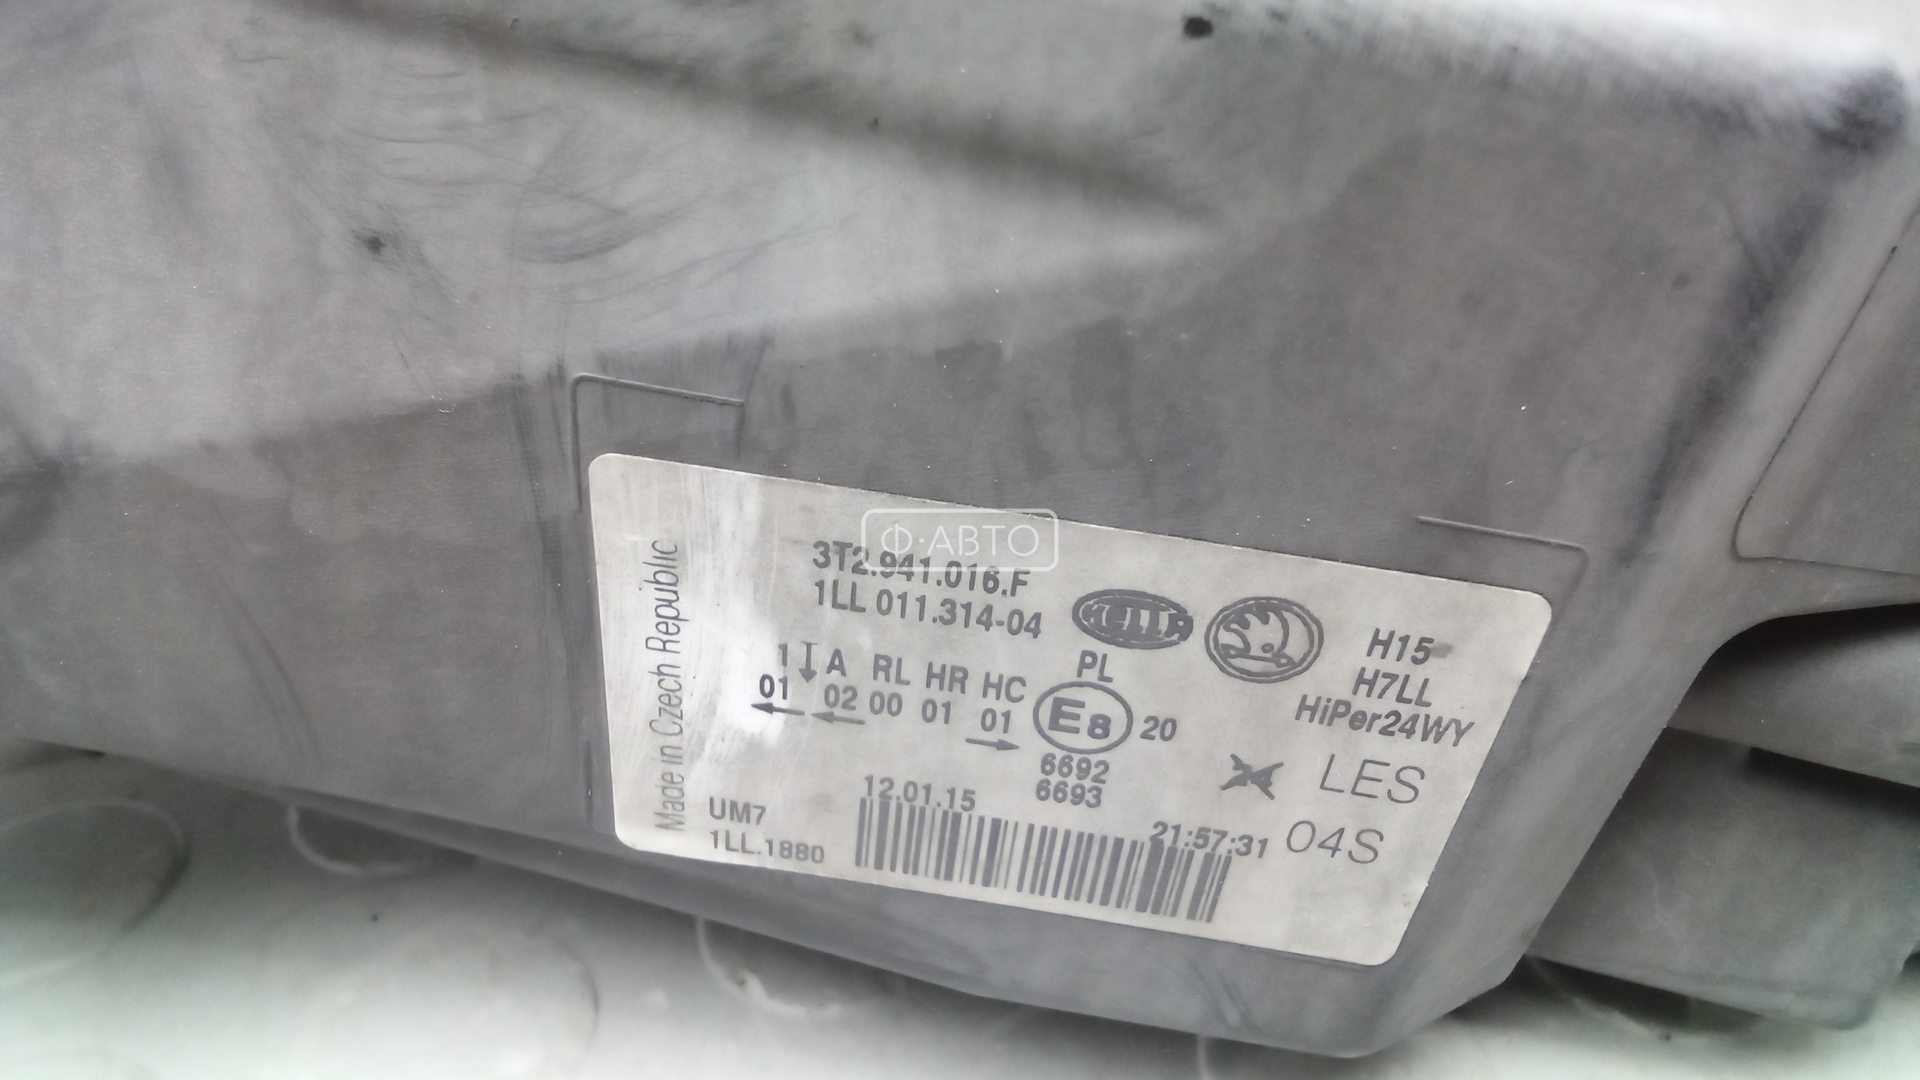 Ф·АВТО
3T2.941.016.F
1LL 011.314-04
HELLA
Made in Czech Republic
1 A RL HR HC PL
01 02 00 01 01 E8 20
6692
6693
H15
H7LL
HiPer24WY
LES
04S
UM7
1LL.1880
12.01.15
21:57:31